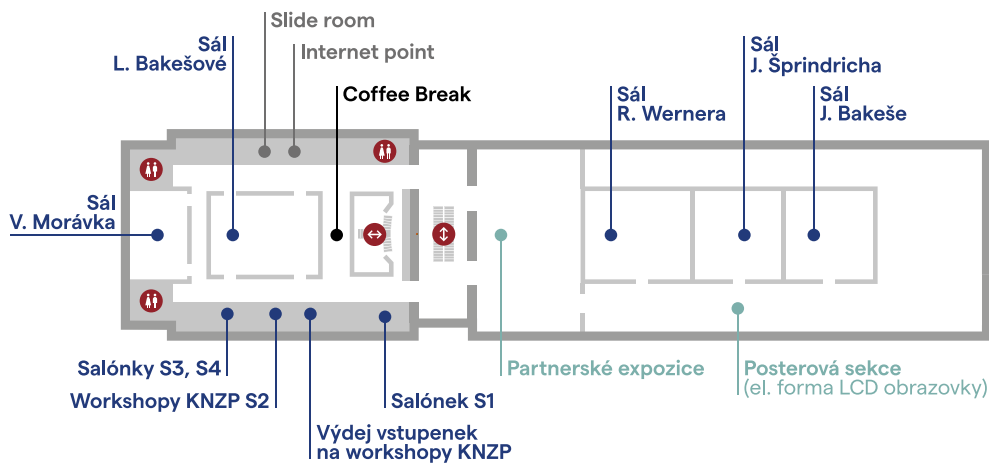 Slide room
Internet point
Sál
L. Bakešové
Coffee Break
Sál
R. Wernera
Sál
J. Šprindricha
Sál
J. Bakeše
Sál
V. Morávka
Salónky S3, S4
Workshopy KNZP S2
Výdej vstupenek
na workshopy KNZP
Salónek S1
Partnerské expozice
Posterová sekce
(el. forma LCD obrazovky)